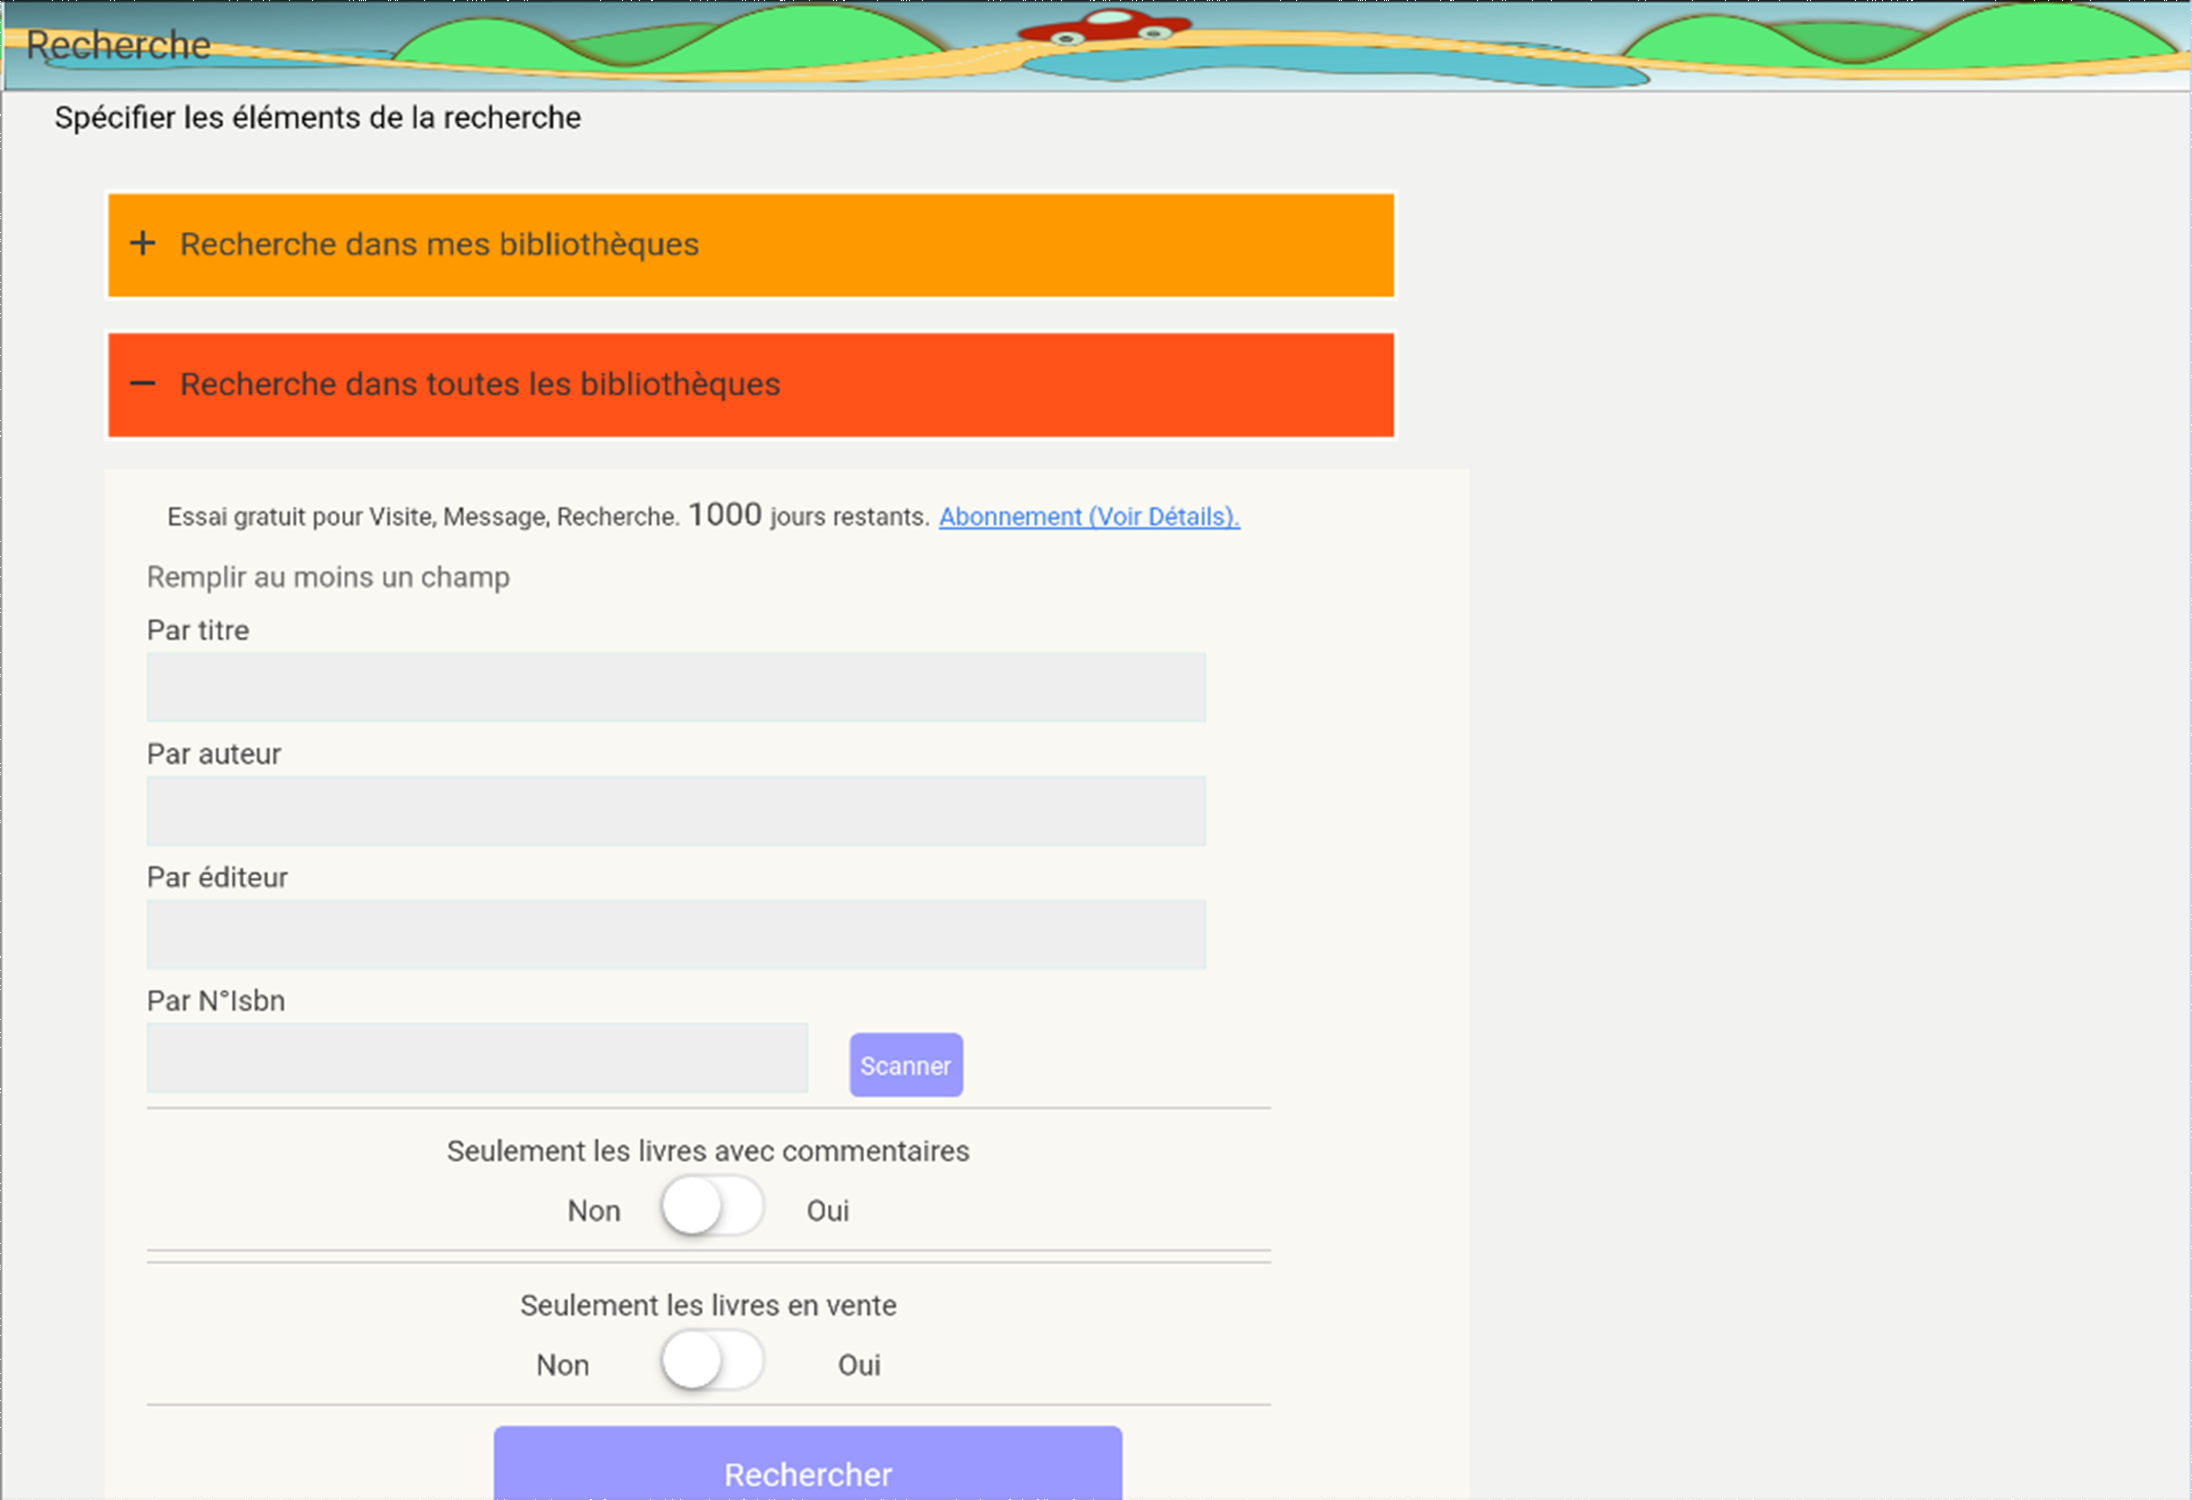 Recherche
Spécifier les éléments de la recherche
+ Recherche dans mes bibliothèques
– Recherche dans toutes les bibliothèques
Essai gratuit pour Visite, Message, Recherche. 1000 jours restants. Abonnement (Voir Détails).
Remplir au moins un champ
Par titre
Par auteur
Par éditeur
Par N°Isbn
Scanner
Seulement les livres avec commentaires
Non Oui
Seulement les livres en vente
Non Oui
Rechercher